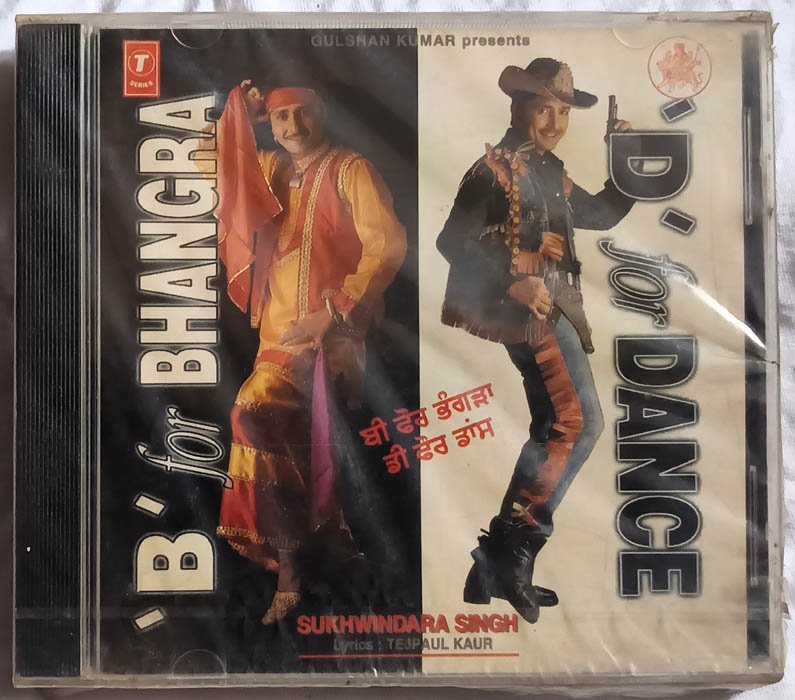 GULSHAN KUMAR presents
T
SERIES
'B' for BHANGRA
'D' for DANCE
ਬੀ ਫੌਰ ਭੰਗੜਾ
ਡੀ ਫੌਰ ਡਾਂਸ
SUKHWINDARA SINGH
Lyrics : TEJPAUL KAUR